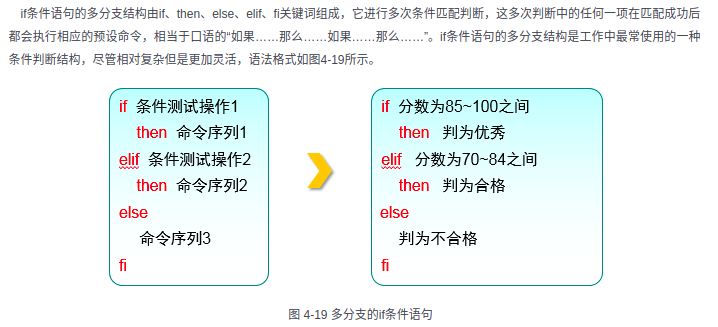 if条件语句的多分支结构由if、then、else、elif、fi关键词组成，它进行多次条件匹配判断，这多次判断中的任何一项在匹配成功后
都会执行相应的预设命令，相当于口语的“如果……那么……如果……那么……”。if条件语句的多分支结构是工作中最常使用的一种
条件判断结构，尽管相对复杂但是更加灵活，语法格式如图4-19所示。
if 条件测试操作1
then 命令序列1
elif 条件测试操作2
then 命令序列2
else
命令序列3
fi
if 分数为85~100之间
then 判为优秀
elif 分数为70~84之间
then 判为合格
else
判为不合格
fi
图 4-19 多分支的if条件语句